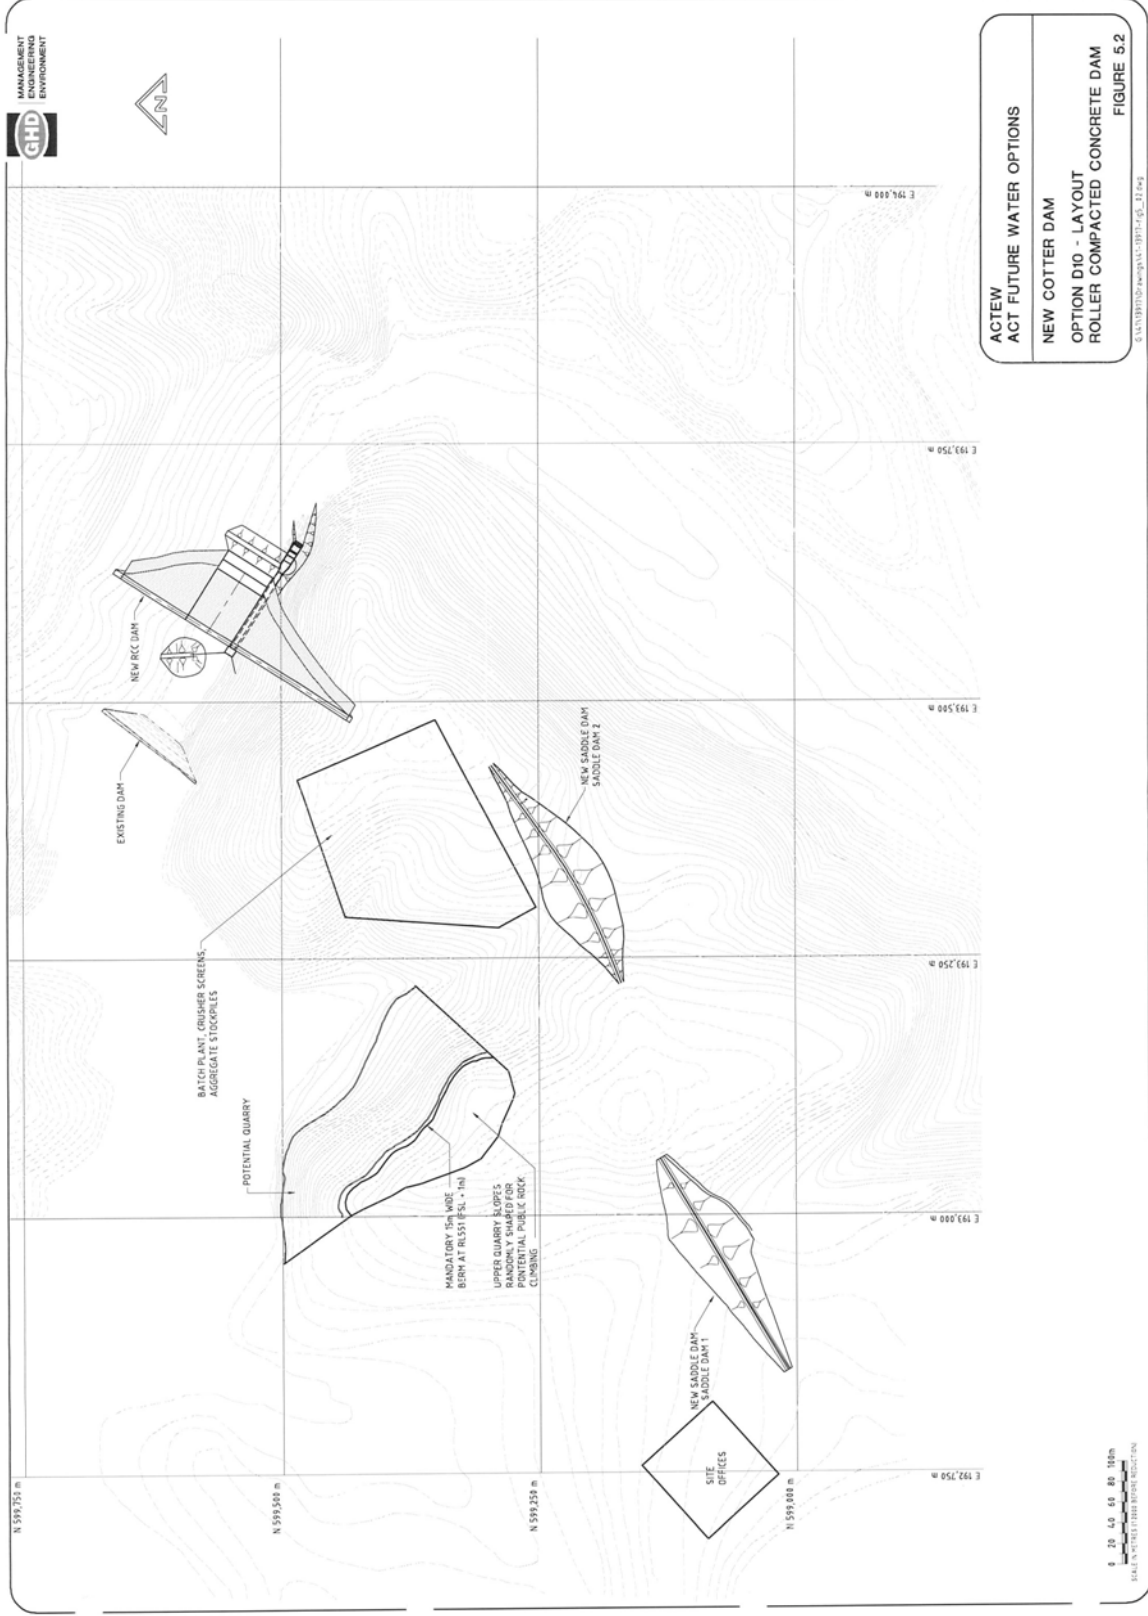 GHD
MANAGEMENT
ENGINEERING
ENVIRONMENT
N
N 599,750 m
N 599,500 m
N 599,250 m
N 599,000 m
E 192,750 m
E 193,000 m
E 193,250 m
E 193,500 m
E 193,750 m
E 194,000 m
EXISTING DAM
NEW RCC DAM
BATCH PLANT, CRUSHER SCREENS,
AGGREGATE STOCKPILES
POTENTIAL QUARRY
MANDATORY 15m WIDE
BERM AT RL551 (FSL + 1m)
UPPER QUARRY SLOPES
RANDOMLY SHAPED FOR
PONTENTIAL PUBLIC ROCK
CLIMBING
NEW SADDLE DAM
SADDLE DAM 2
NEW SADDLE DAM
SADDLE DAM 1
SITE
OFFICES
0 20 40 60 80 100m
ACTEW
ACT FUTURE WATER OPTIONS
NEW COTTER DAM
OPTION D10 - LAYOUT
ROLLER COMPACTED CONCRETE DAM
FIGURE 5.2